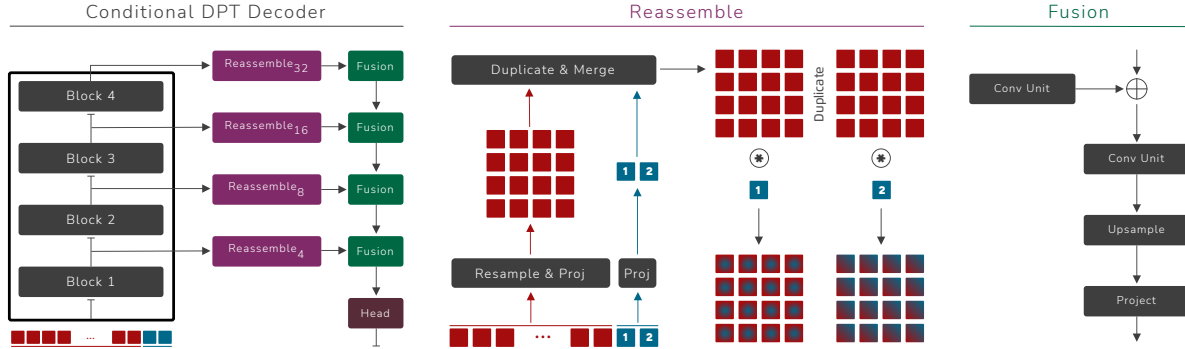 Conditional DPT Decoder
Reassemble
Fusion
Block 4
Block 3
Block 2
Block 1
...
Reassemble32
Reassemble16
Reassemble8
Reassemble4
Fusion
Fusion
Fusion
Fusion
Head
Duplicate & Merge
1 2
Resample & Proj
Proj
...
1 2
Duplicate
*
*
1
2
Conv Unit
Conv Unit
Upsample
Project